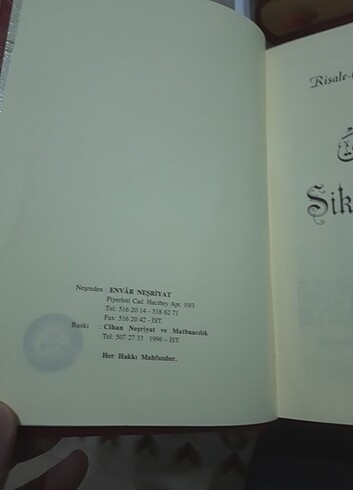 Neşreden : ENVÂR NEŞRİYAT
Piyerloti Cad. Hacıbey Apt. 10/3
Tel: 516 20 14 - 518 62 71
Fax: 516 20 42 - İST.
Baskı : Cihan Neşriyat ve Matbaacılık
Tel: 507 27 33 1996 - İST.
Her Hakkı Mahfuzdur.
Risale-
Sik